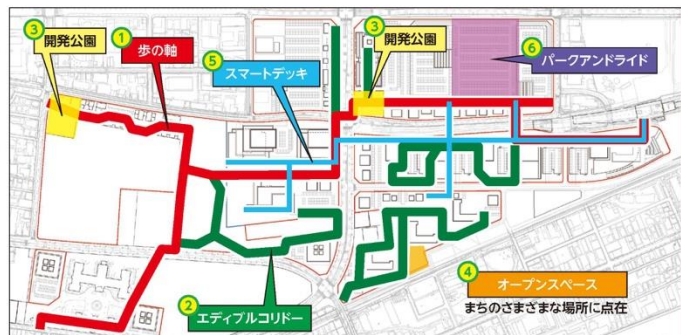 ③ 開発公園
① 歩の軸
⑤ スマートデッキ
③ 開発公園
⑥ パークアンドライド
② エディブルコリドー
④ オープンスペース
まちのさまざまな場所に点在